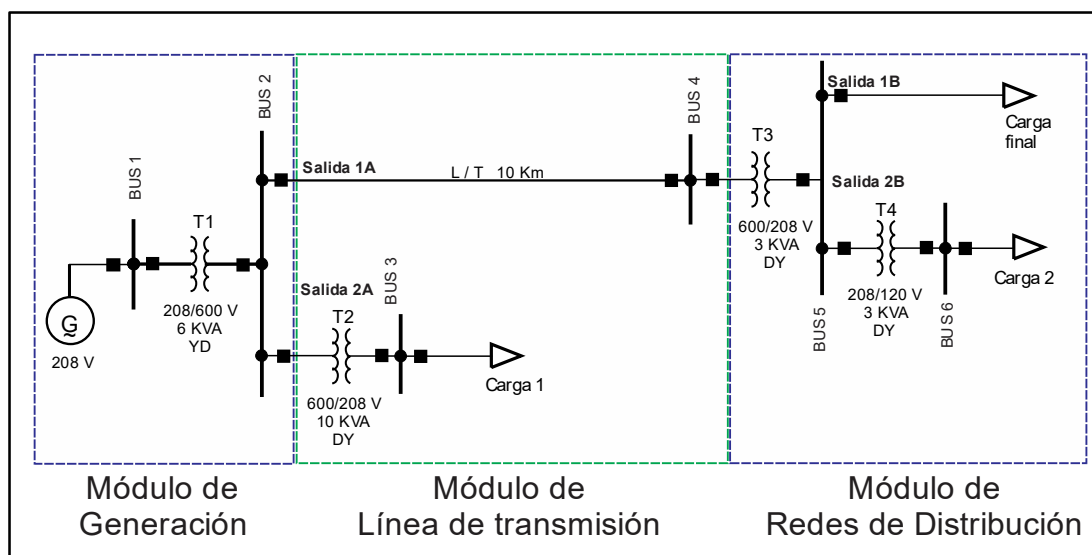 BUS 1
BUS 2
BUS 3
BUS 4
BUS 5
BUS 6
G
~
208 V
T1
208/600 V
6 KVA
YD
Salida 1A
L / T 10 Km
Salida 2A
T2
600/208 V
10 KVA
DY
Carga 1
T3
600/208 V
3 KVA
DY
Salida 1B
Carga
final
Salida 2B
T4
208/120 V
3 KVA
DY
Carga 2
Módulo de
Generación
Módulo de
Línea de transmisión
Módulo de
Redes de Distribución